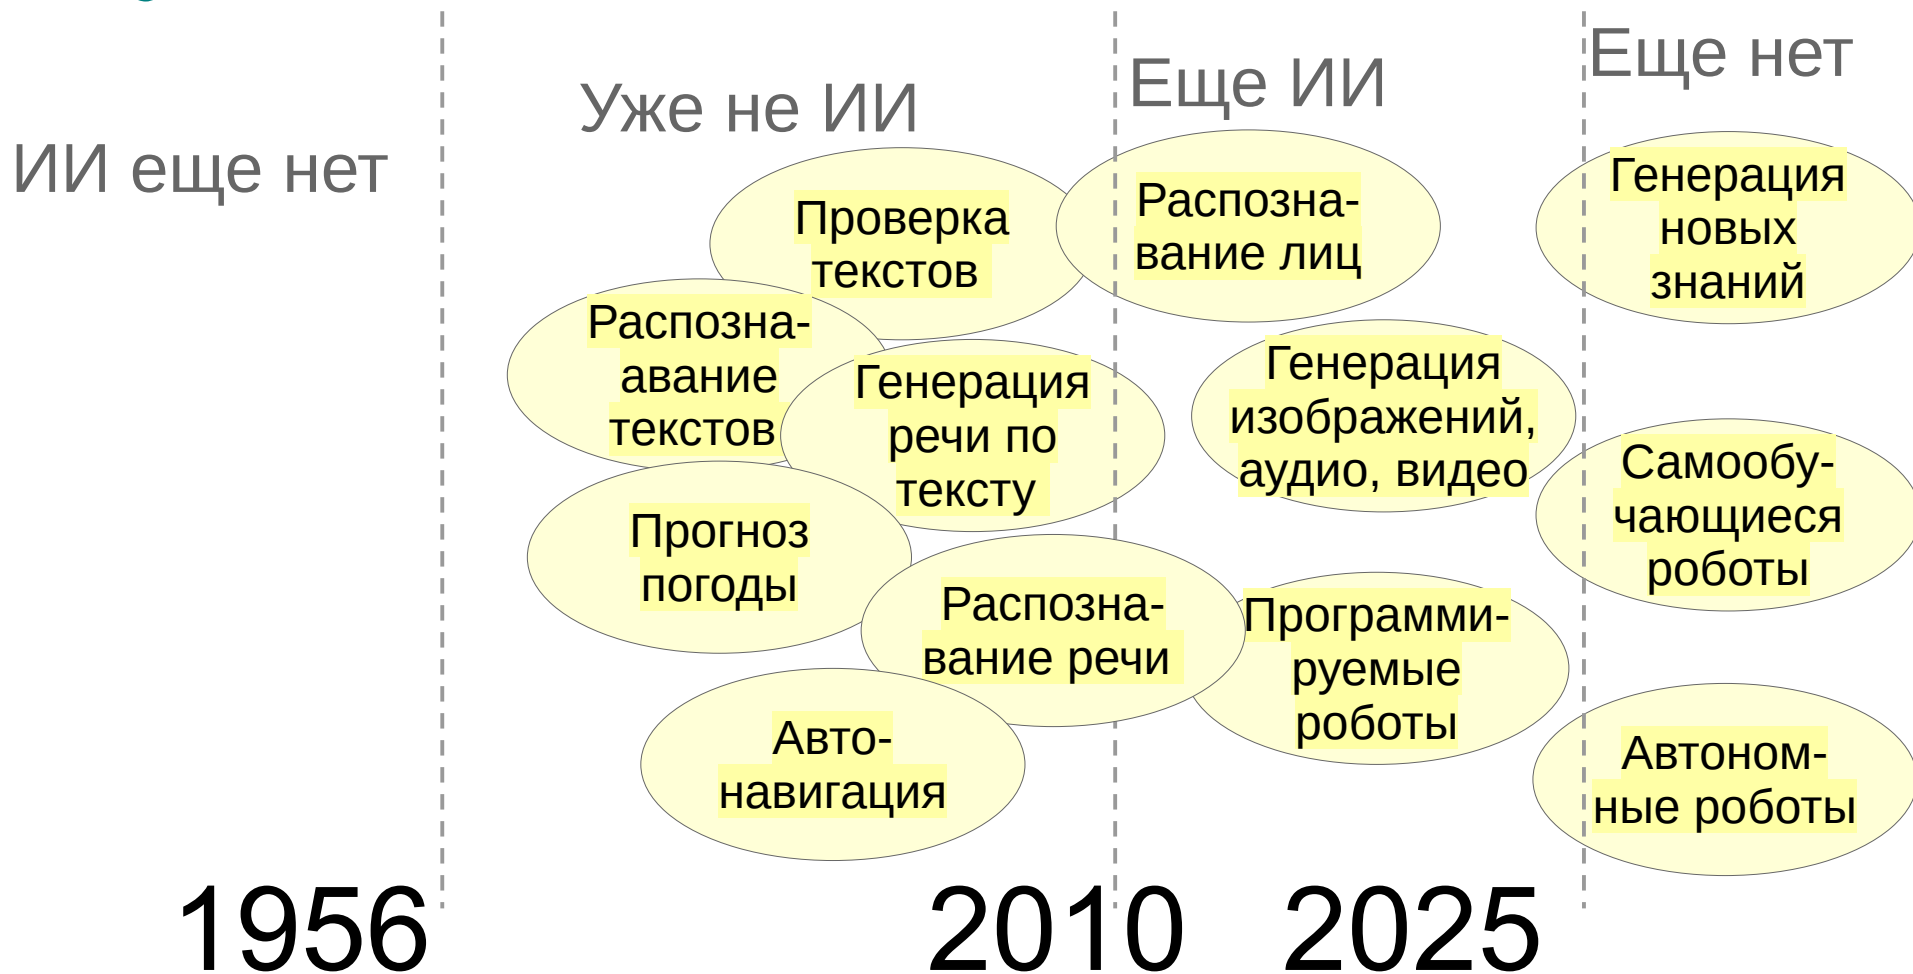 ИИ еще нет
Уже не ИИ
Еще ИИ
Еще нет
Проверка
текстов
Распозна-
авание
текстов
Генерация
речи по
тексту
Прогноз
погоды
Распозна-
вание речи
Авто-
навигация
Распозна-
вание лиц
Генерация
изображений,
аудио, видео
Программи-
руемые
роботы
Генерация
новых
знаний
Самообу-
чающиеся
роботы
Автоном-
ные роботы
1956
2010
2025